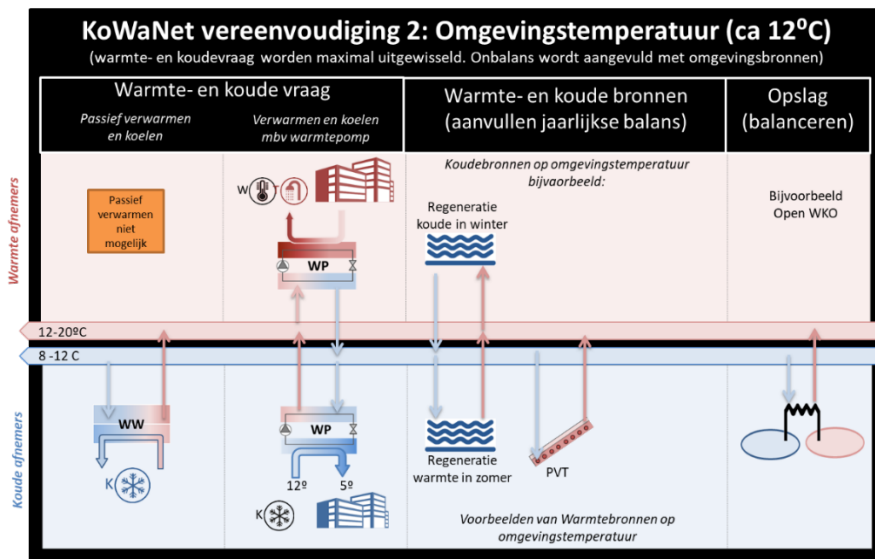 KoWaNet vereenvoudiging 2: Omgevingstemperatuur (ca 12⁰C)
(warmte- en koudevraag worden maximal uitgewisseld. Onbalans wordt aangevuld met omgevingsbronnen)
Warmte- en koude vraag
Passief verwarmen
en koelen
Verwarmen en koelen
mbv warmtepomp
Warmte- en koude bronnen
(aanvullen jaarlijkse balans)
Opslag
(balanceren)
Warmte afnemers
Passief
verwarmen
niet
mogelijk
W
T
WP
Koudebronnen op omgevingstemperatuur
bijvaorbeeld:
Regeneratie
koude in winter
Bijvoorbeeld
Open WKO
12-20ºC
8 -12 C
Koude afnemers
WW
K
WP
12º
5º
K
Regeneratie
warmte in zomer
PVT
Voorbeelden van Warmtebronnen op
omgevingstemperatuur